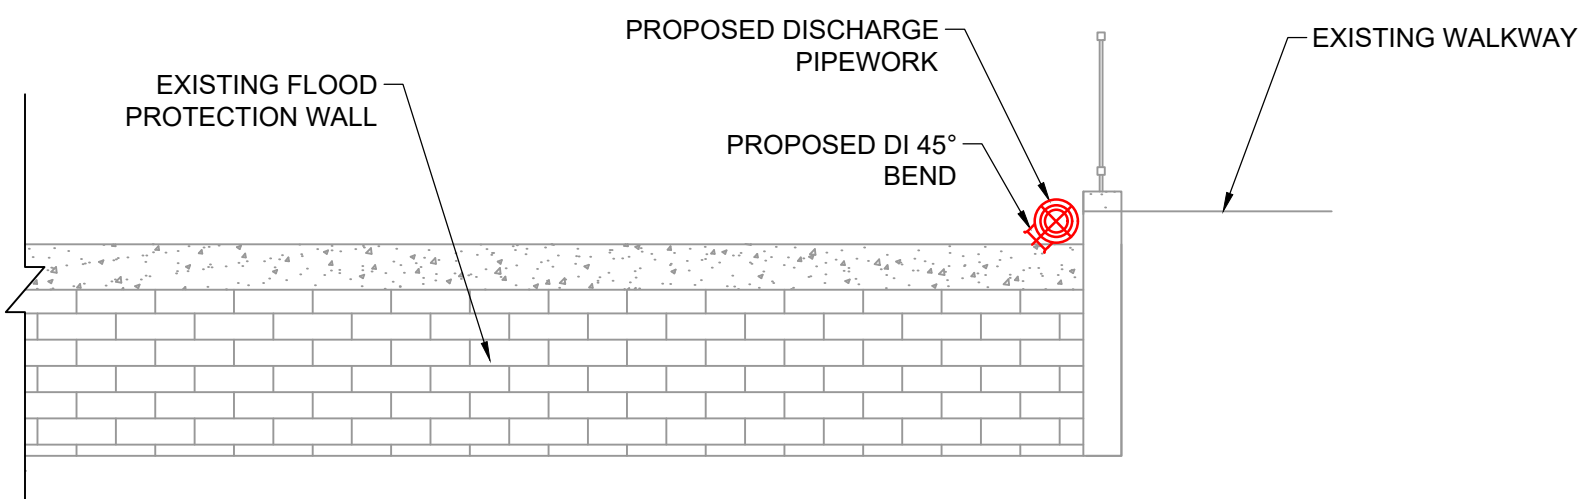 PROPOSED DISCHARGE
PIPEWORK
EXISTING WALKWAY
EXISTING FLOOD
PROTECTION WALL
PROPOSED DI 45°
BEND